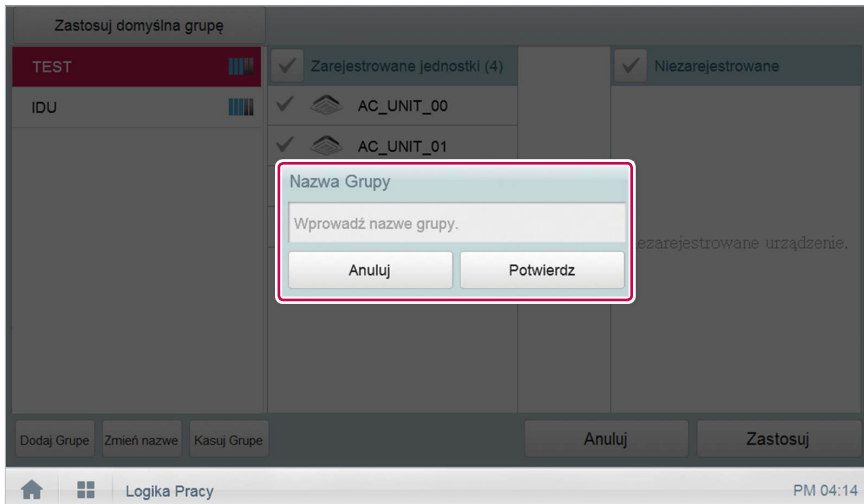 Zastosuj domyślna grupę
TEST
Zarejestrowane jednostki (4)
Niezarejestrowane
IDU
AC_UNIT_00
AC_UNIT_01
Nazwa Grupy
Wprowadź nazwe grupy.
ezarejestrowane urządzenie.
Anuluj
Potwierdz
Dodaj Grupe
Zmień nazwe
Kasuj Grupe
Anuluj
Zastosuj
Logika Pracy
PM 04:14